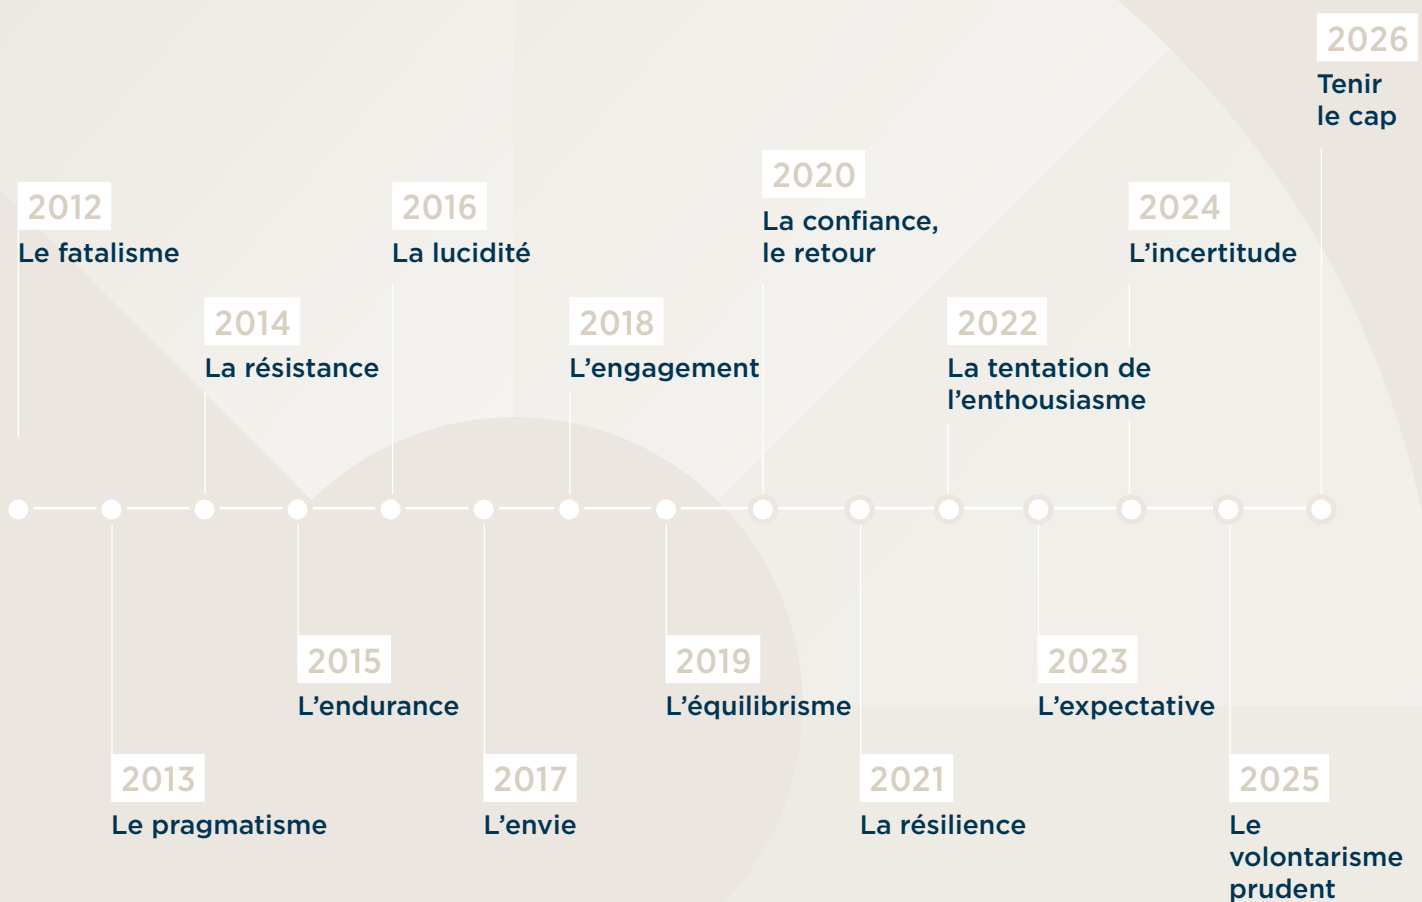 2012
Le fatalisme
2013
Le pragmatisme
2014
La résistance
2015
L’endurance
2016
La lucidité
2017
L’envie
2018
L’engagement
2019
L’équilibrisme
2020
La confiance,
le retour
2021
La résilience
2022
La tentation de
l’enthousiasme
2023
L’expectative
2024
L’incertitude
2025
Le
volontarisme
prudent
2026
Tenir
le cap